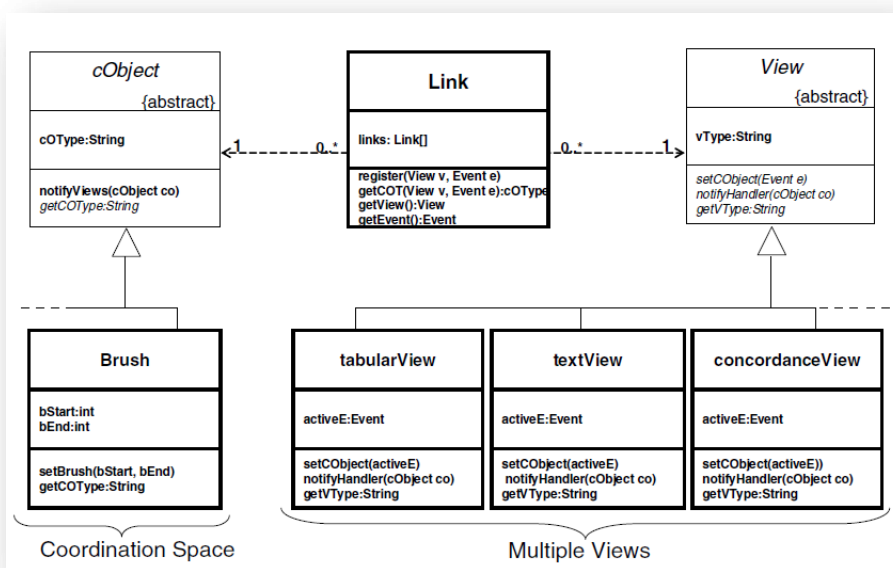 cObject
{abstract}
cOType:String
notifyViews(cObject co)
getCOType:String
1
0..*
Link
links: Link[]
register(View v, Event e)
getCOT(View v, Event e):cOType
getView():View
getEvent():Event
0..*
1
View
{abstract}
vType:String
setCObject(Event e)
notifyHandler(cObject co)
getVType:String
Brush
bStart:int
bEnd:int
setBrush(bStart, bEnd)
getCOType:String
tabularView
activeE:Event
setCObject(activeE)
notifyHandler(cObject co)
getVType:String
textView
activeE:Event
setCObject(activeE)
notifyHandler(cObject co)
getVType:String
concordanceView
activeE:Event
setCObject(activeE))
notifyHandler(cObject co)
getVType:String
Coordination Space
Multiple Views